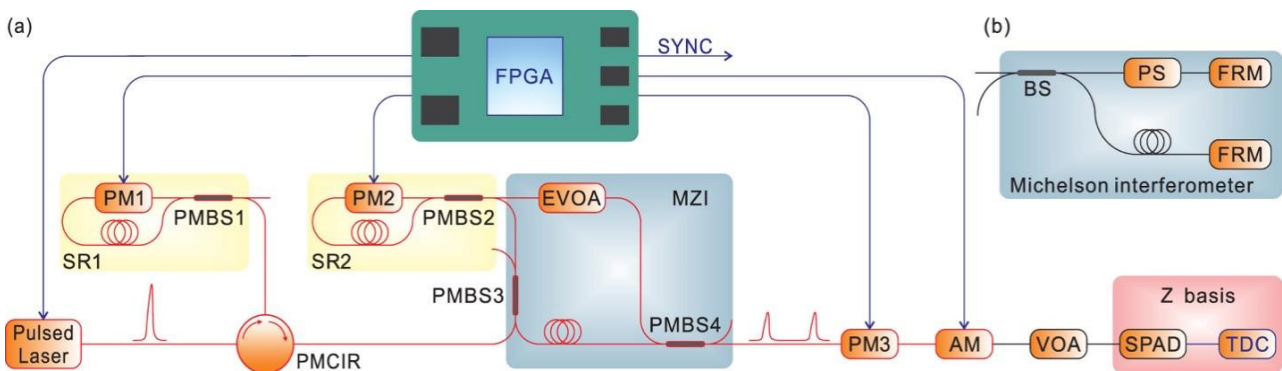 (a)
FPGA
SYNC
(b)
BS
PS
FRM
FRM
Michelson interferometer
PM1
PMBS1
SR1
PM2
PMBS2
SR2
EVOA
MZI
PMBS3
PMBS4
Pulsed
Laser
PMCIR
PM3
AM
VOA
Z basis
SPAD
TDC